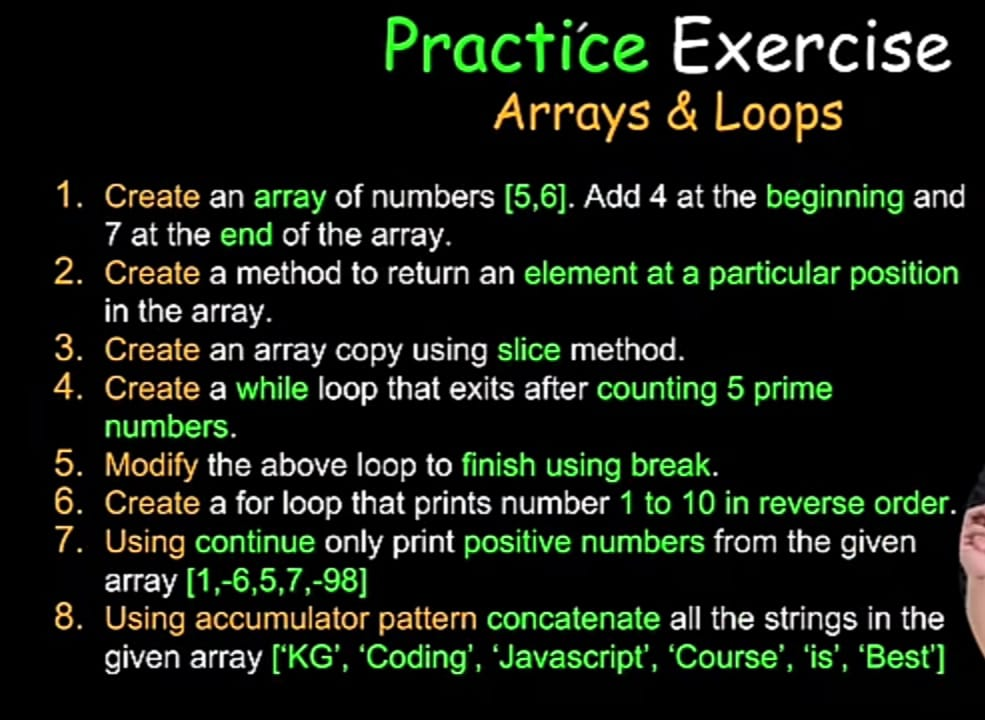 Practice Exercise
Arrays & Loops
1. Create an array of numbers [5,6]. Add 4 at the beginning and
7 at the end of the array.
2. Create a method to return an element at a particular position
in the array.
3. Create an array copy using slice method.
4. Create a while loop that exits after counting 5 prime
numbers.
5. Modify the above loop to finish using break.
6. Create a for loop that prints number 1 to 10 in reverse order.
7. Using continue only print positive numbers from the given
array [1,-6,5,7,-98]
8. Using accumulator pattern concatenate all the strings in the
given array [‘KG’, ‘Coding’, ‘Javascript’, ‘Course’, ‘is’, ‘Best’]